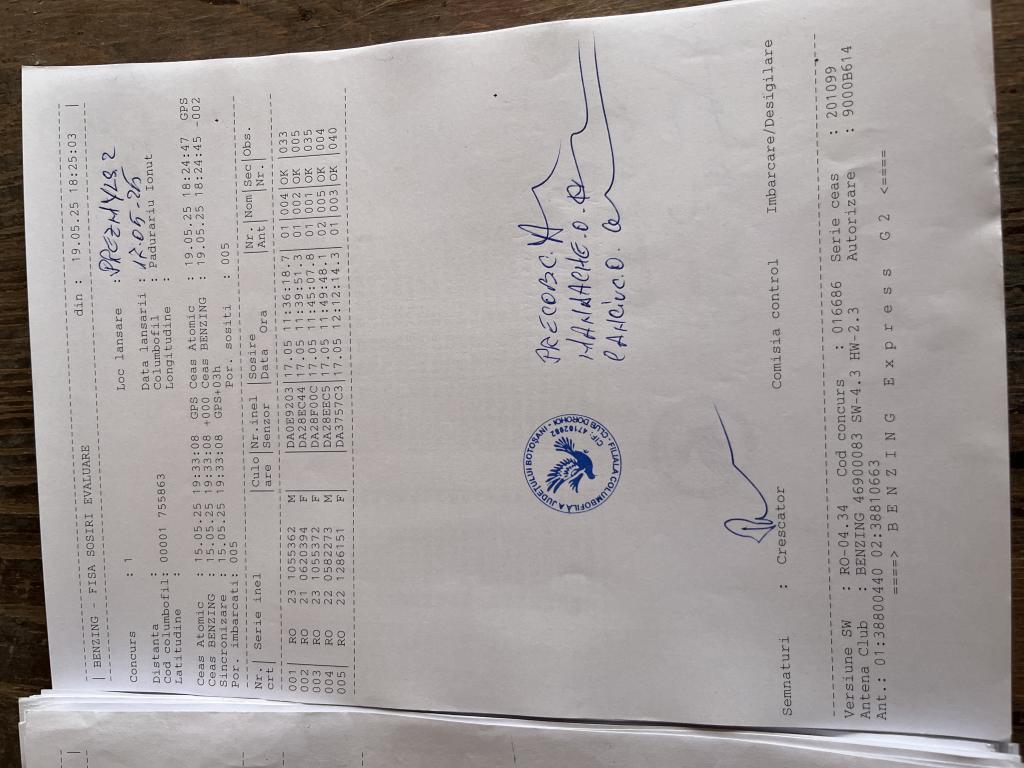 din : 19.05.25 18:25:03 |
| BENZING - FISA SOSIRI EVALUARE
Concurs : 1 Loc lansare : PREZMYLS 2
Distanta : Data lansarii : 17.05.25
Cod columbofil: 00001 755863 Columbofil : Padurariu Ionut
Latitudine : Longitudine :
Ceas Atomic : 15.05.25 19:33:08 GPS Ceas Atomic : 19.05.25 18:24:47 GPS
Ceas BENZING : 15.05.25 19:33:08 +000 Ceas BENZING : 19.05.25 18:24:45 -002
Sincronizare : 15.05.25 19:33:08 GPS+03h
Por. imbarcati: 005 Por. sositi : 005
Nr.| Serie inel |Culo|Nr.inel |Sosire |Nr. |Nom|Sec|Obs.
crt| |are |Senzor |Data Ora |Ant |Nr.|
001| RO 23 1055362 M |DA0E9203|17.05 11:36:18.7 |01 |004|OK |033
002| RO 21 0620394 F |DA28EC44|17.05 11:39:51.3 |01 |002|OK |005
003| RO 23 1055372 F |DA28F00C|17.05 11:45:07.8 |01 |001|OK |035
004| RO 22 0582273 M |DA28EEC5|17.05 11:49:48.1 |02 |005|OK |004
005| RO 22 1286151 F |DA3757C3|17.05 12:12:14.3 |01 |003|OK |040
FILIALA COLUMBOFILĂ A JUDEȚULUI BOTOȘANI • CLUB DOROHOI •
CIF: 47102092
MANACHE.O.
Semnaturi : Crescator Comisia control Imbarcare/Desigilare
Versiune SW : RO-04.34 Cod concurs : 016686 Serie ceas : 201099
Antena Club : BENZING 46900083 SW-4.3 HW-2.3 Autorizare : 9000B614
Ant.: 01:38800440 02:38810663
====> B E N Z I N G E x p r e s s G 2 <====